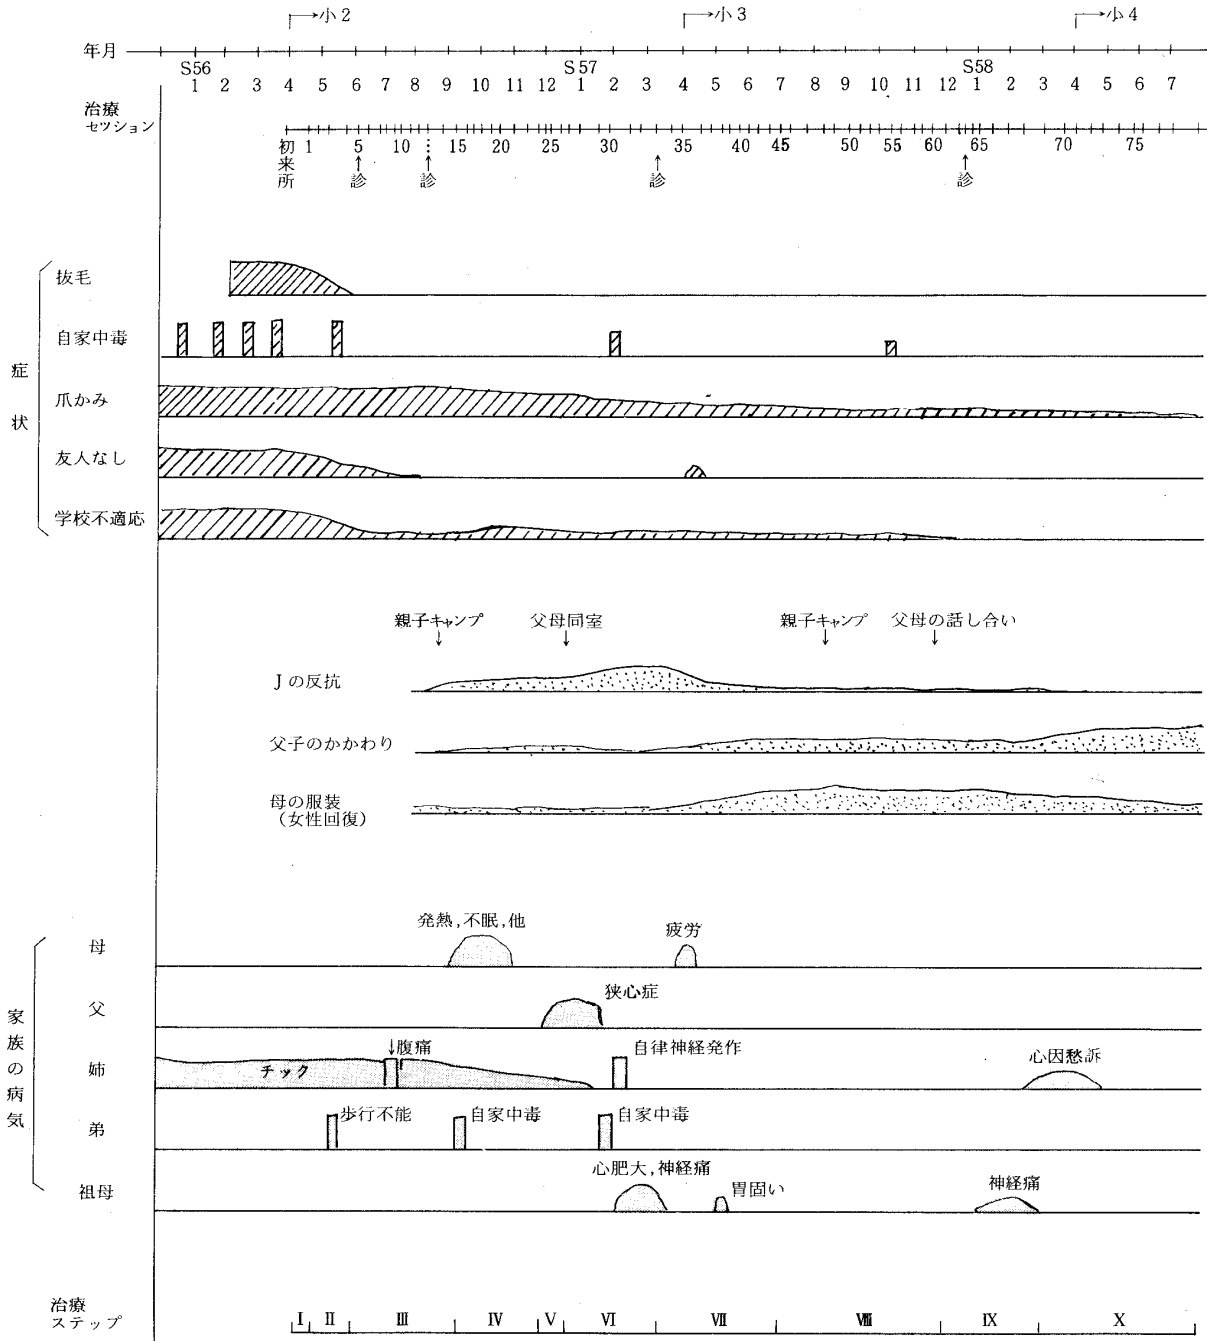 →小2 →小3 →小4
年月
S56 S57 S58
1 2 3 4 5 6 7 8 9 10 11 12 1 2 3 4 5 6 7 8 9 10 11 12 1 2 3 4 5 6 7
治療
セッション
初来所 1 5 10 … 15 20 25 30 35 40 45 50 55 60 65 70 75
↑診 ↑診 ↑診 ↑診
症状
抜毛
自家中毒
爪かみ
友人なし
学校不適応
親子キャンプ 父母同室 親子キャンプ 父母の話し合い
↓ ↓ ↓ ↓
Jの反抗
父子のかかわり
母の服装
(女性回復)
家族の病気
発熱,不眠,他 疲労
母
狭心症
父
↓腹痛 自律神経発作 心因愁訴
姉 チック
歩行不能 自家中毒 自家中毒
弟
心肥大,神経痛 胃固い 神経痛
祖母
治療
ステップ
I II III IV V VI VII VIII IX X